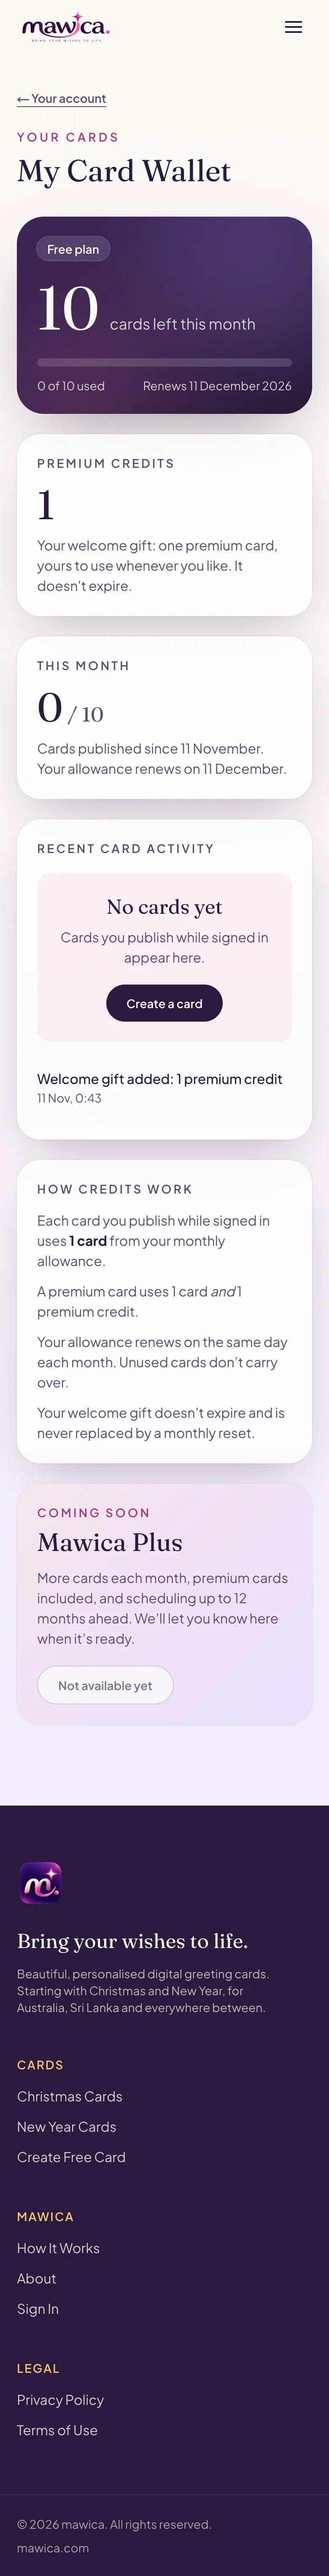 mawica.
BRING YOUR WISHES TO LIFE.
← Your account
YOUR CARDS
My Card Wallet
Free plan
10 cards left this month
0 of 10 used Renews 11 December 2026
PREMIUM CREDITS
1
Your welcome gift: one premium card,
yours to use whenever you like. It
doesn't expire.
THIS MONTH
0 / 10
Cards published since 11 November.
Your allowance renews on 11 December.
RECENT CARD ACTIVITY
No cards yet
Cards you publish while signed in
appear here.
Create a card
Welcome gift added: 1 premium credit
11 Nov, 0:43
HOW CREDITS WORK
Each card you publish while signed in
uses 1 card from your monthly
allowance.
A premium card uses 1 card and 1
premium credit.
Your allowance renews on the same day
each month. Unused cards don’t carry
over.
Your welcome gift doesn’t expire and is
never replaced by a monthly reset.
COMING SOON
Mawica Plus
More cards each month, premium cards
included, and scheduling up to 12
months ahead. We’ll let you know here
when it’s ready.
Not available yet
m.
Bring your wishes to life.
Beautiful, personalised digital greeting cards.
Starting with Christmas and New Year, for
Australia, Sri Lanka and everywhere between.
CARDS
Christmas Cards
New Year Cards
Create Free Card
MAWICA
How It Works
About
Sign In
LEGAL
Privacy Policy
Terms of Use
© 2026 mawica. All rights reserved.
mawica.com